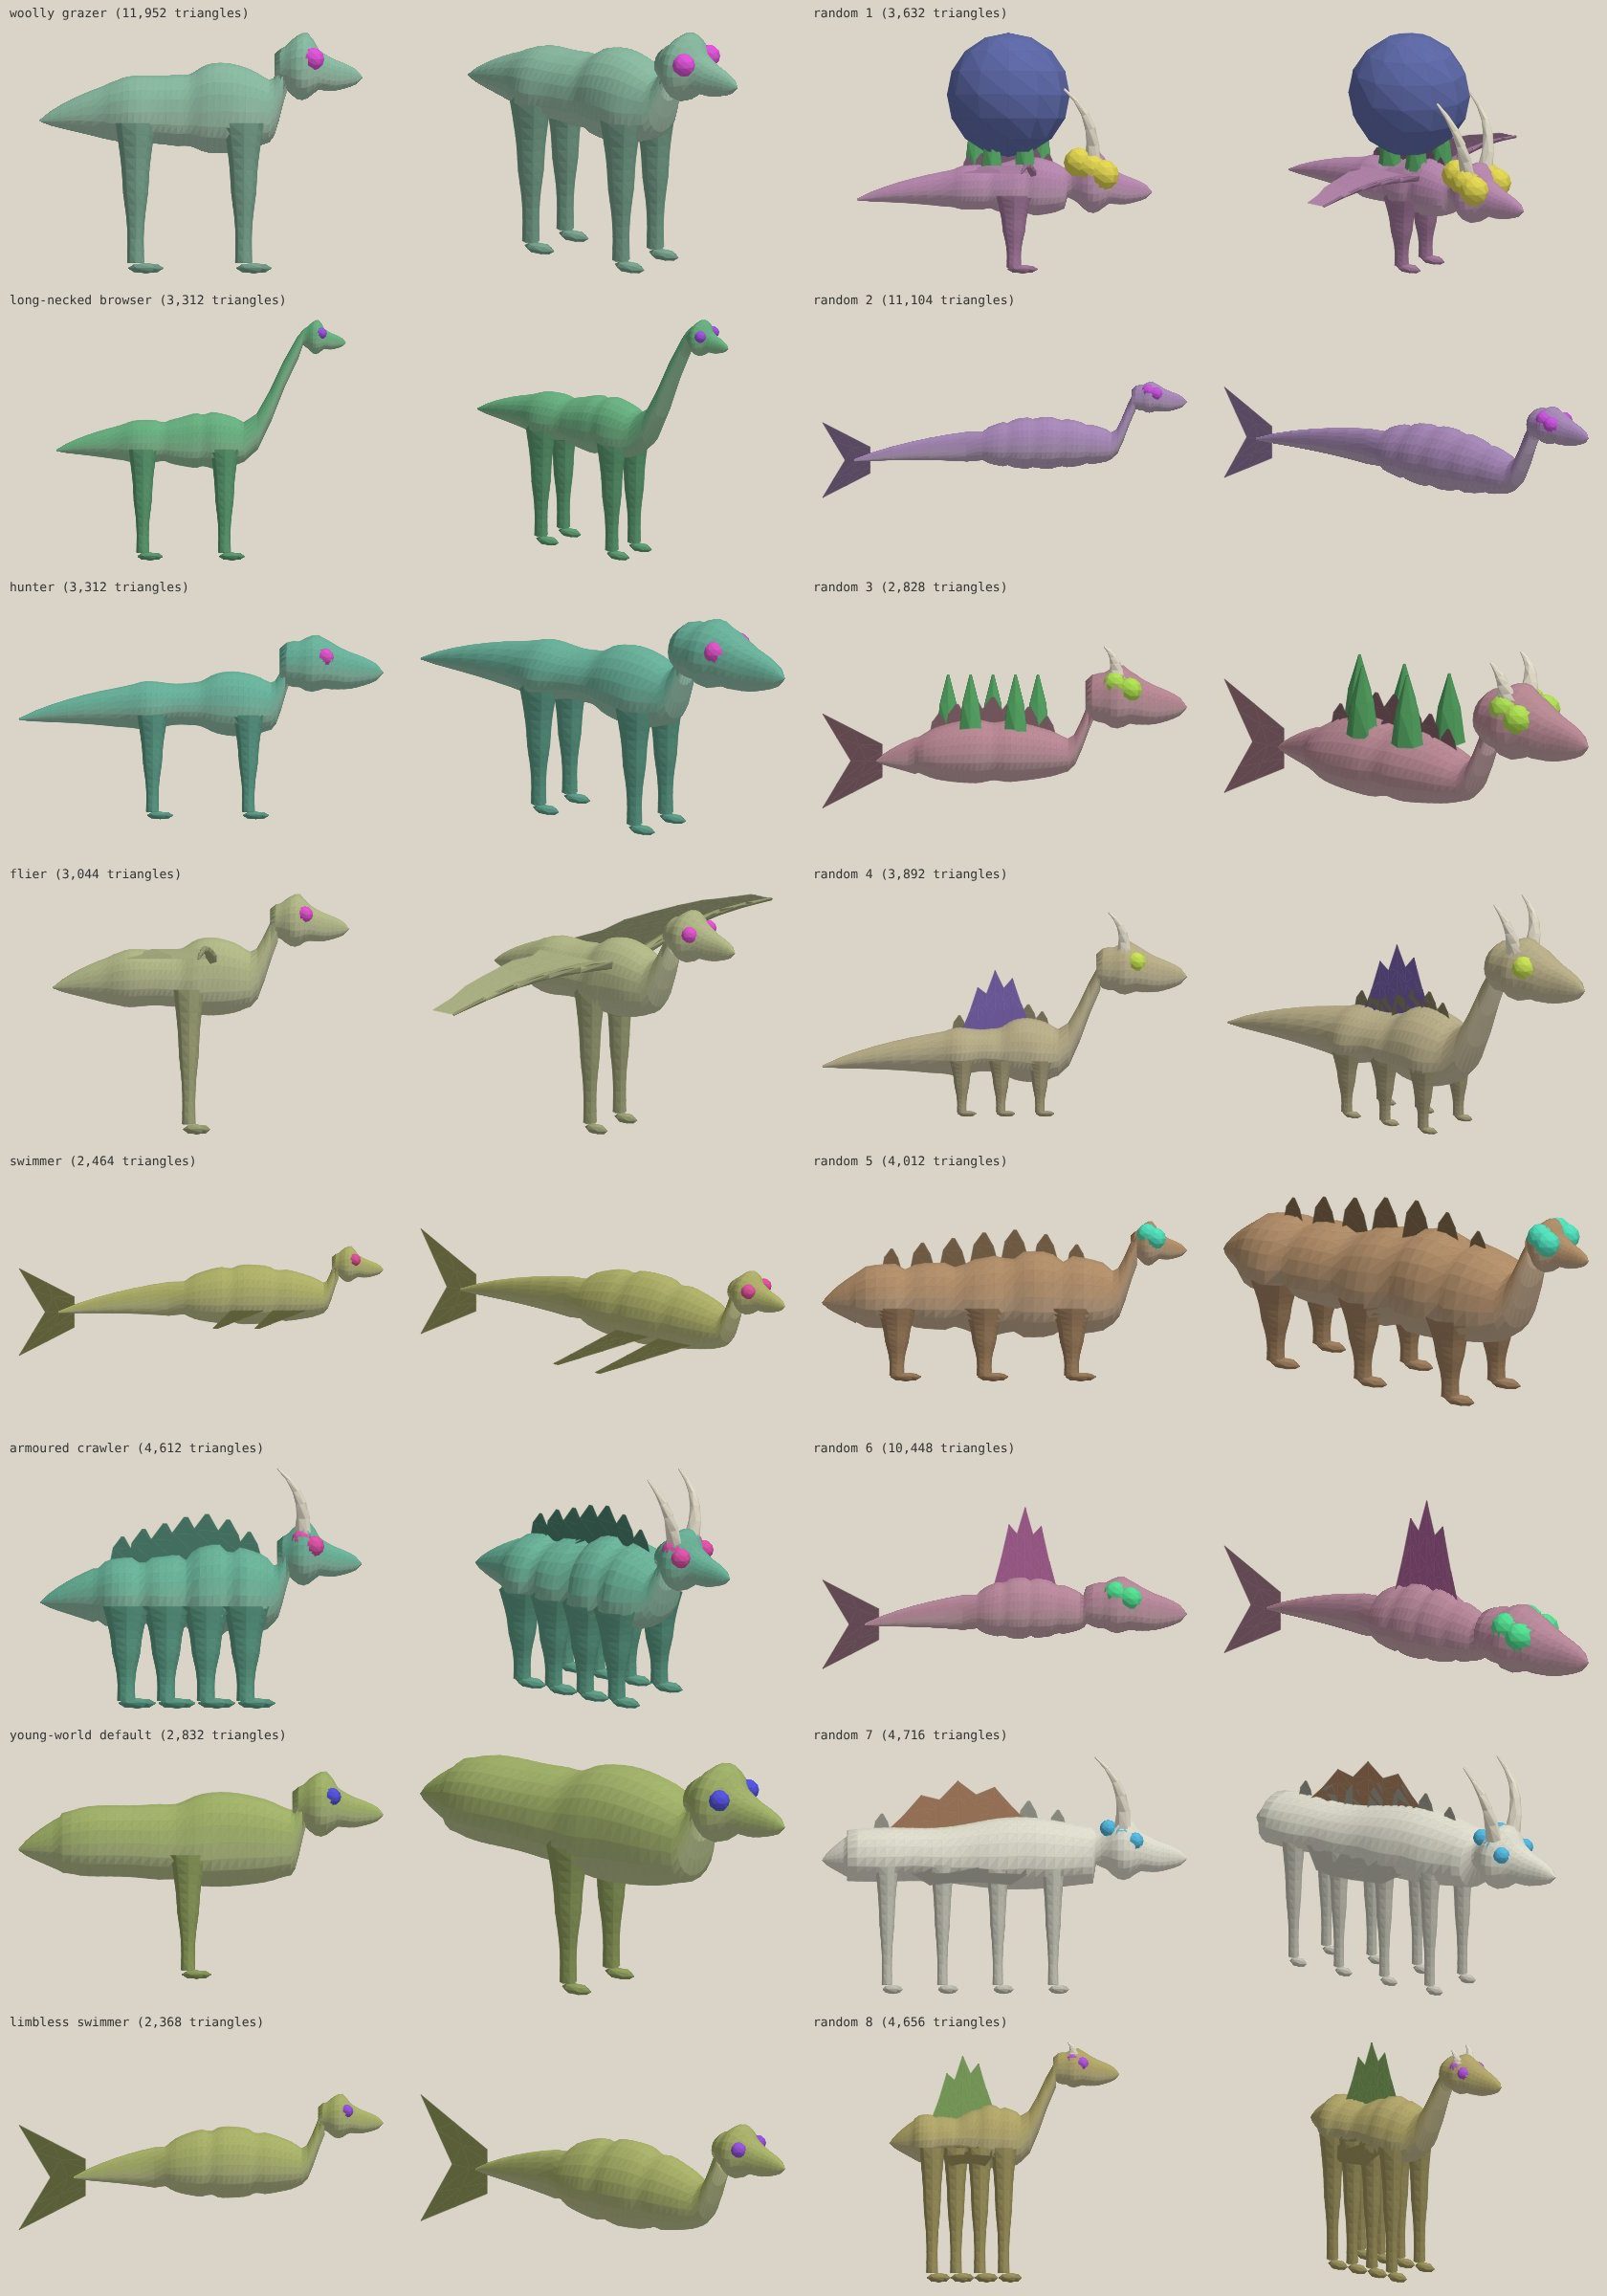 woolly grazer (11,952 triangles)
random 1 (3,632 triangles)
long-necked browser (3,312 triangles)
random 2 (11,104 triangles)
hunter (3,312 triangles)
random 3 (2,828 triangles)
flier (3,044 triangles)
random 4 (3,892 triangles)
swimmer (2,464 triangles)
random 5 (4,012 triangles)
armoured crawler (4,612 triangles)
random 6 (10,448 triangles)
young-world default (2,832 triangles)
random 7 (4,716 triangles)
limbless swimmer (2,368 triangles)
random 8 (4,656 triangles)